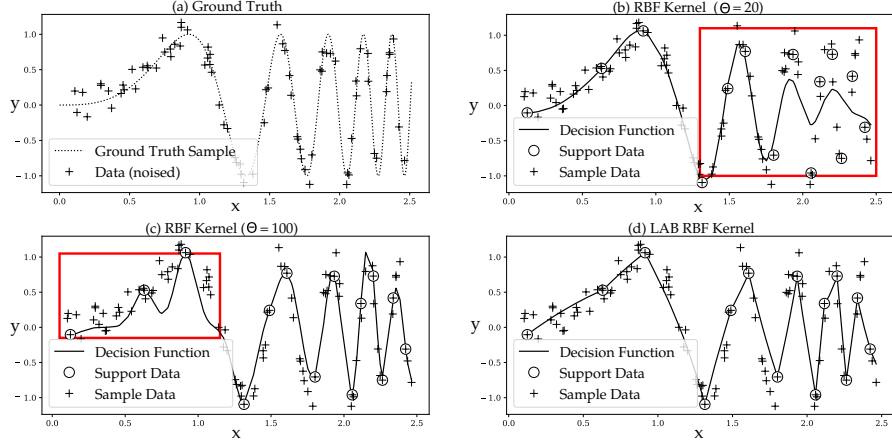 (a) Ground Truth
y
1.0
0.5
0.0
−0.5
−1.0
Ground Truth Sample
Data (noised)
0.0 0.5 1.0 1.5 2.0 2.5
x
(b) RBF Kernel (Θ = 20)
y
1.0
0.5
0.0
−0.5
−1.0
Decision Function
Support Data
Sample Data
0.0 0.5 1.0 1.5 2.0 2.5
x
(c) RBF Kernel (Θ = 100)
y
1.0
0.5
0.0
−0.5
−1.0
Decision Function
Support Data
Sample Data
0.0 0.5 1.0 1.5 2.0 2.5
x
(d) LAB RBF Kernel
y
1.0
0.5
0.0
−0.5
−1.0
Decision Function
Support Data
Sample Data
0.0 0.5 1.0 1.5 2.0 2.5
x